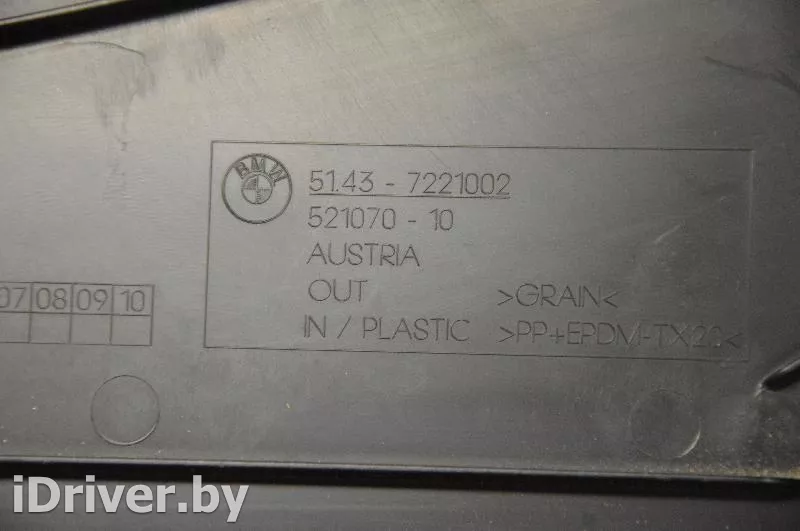 BMW
51.43 - 7221002
521070 - 10
AUSTRIA
OUT >GRAIN<
IN / PLASTIC >PP+EPDM-TX20<
07 08 09 10
iDriver.by